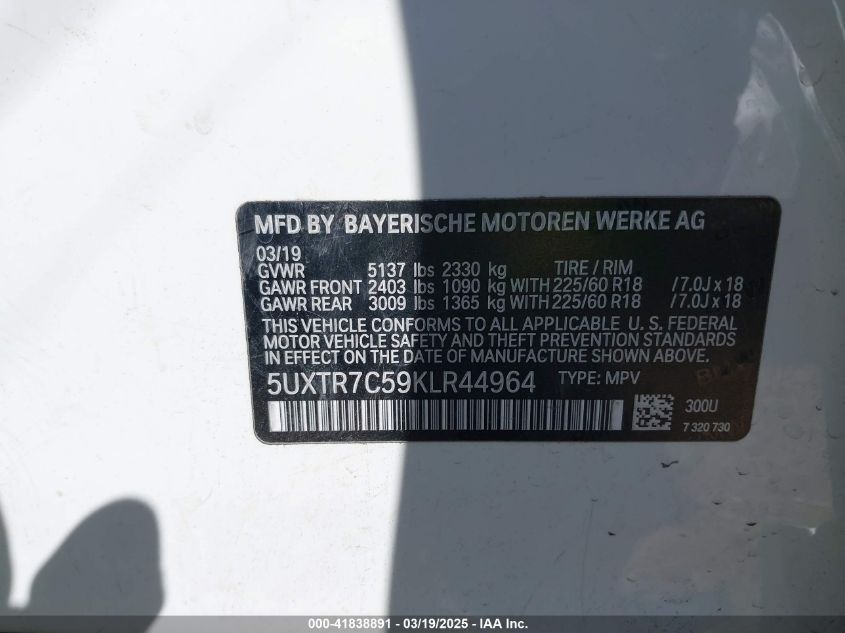 MFD BY BAYERISCHE MOTOREN WERKE AG
03/19
GVWR 5137 lbs 2330 kg TIRE / RIM
GAWR FRONT 2403 lbs 1090 kg WITH 225/60 R18 /7.0J x 18
GAWR REAR 3009 lbs 1365 kg WITH 225/60 R18 /7.0J x 18
THIS VEHICLE CONFORMS TO ALL APPLICABLE U. S. FEDERAL
MOTOR VEHICLE SAFETY AND THEFT PREVENTION STANDARDS
IN EFFECT ON DATE OF MANUFACTURE SHOWN ABOVE.
5UXTR7C59KLR44964 TYPE: MPV
300U
7 320 730
000-41838891 - 03/19/2025 - IAA Inc.